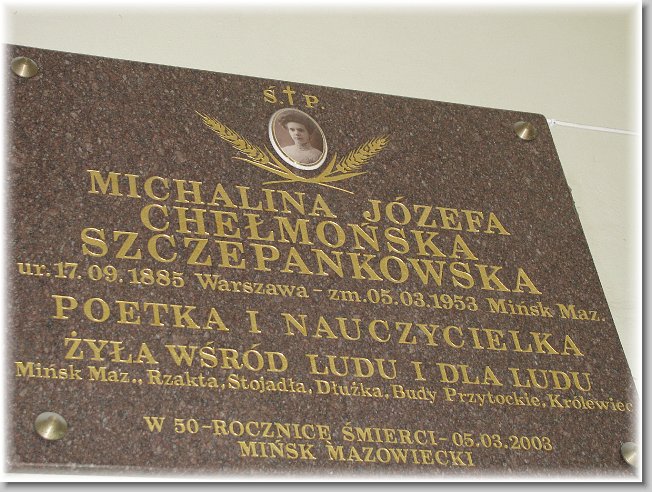 Ś.†P.
MICHALINA JÓZEFA
CHEŁMOŃSKA
SZCZEPANKOWSKA
ur. 17. 09. 1885 Warszawa - zm. 05.03.1953 Mińsk Maz.
POETKA I NAUCZYCIELKA
ŻYŁA WŚRÓD LUDU I DLA LUDU
Mińsk Maz., Rzakta, Stojadła, Dłużka, Budy Przytockie, Królewiec
W 50-ROCZNICE ŚMIERCI - 05.03.2003
MIŃSK MAZOWIECKI